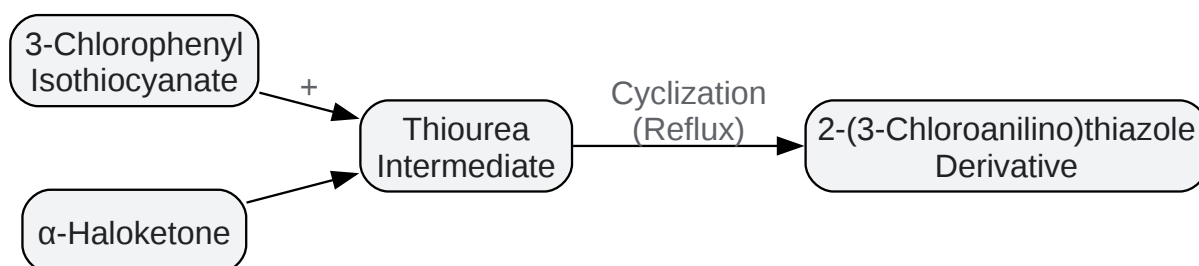 3-Chlorophenyl
Isothiocyanate
+
α-Haloketone
Thiourea
Intermediate
Cyclization
(Reflux)
2-(3-Chloroanilino)thiazole
Derivative